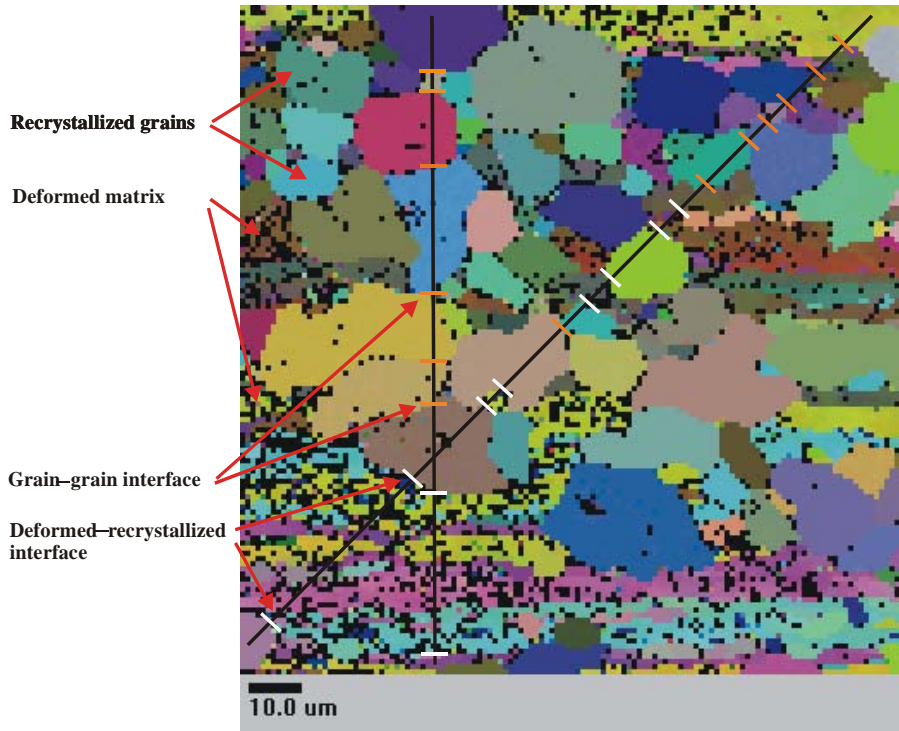 Recrystallized grains
Deformed matrix
Grain–grain interface
Deformed–recrystallized
interface
10.0 um